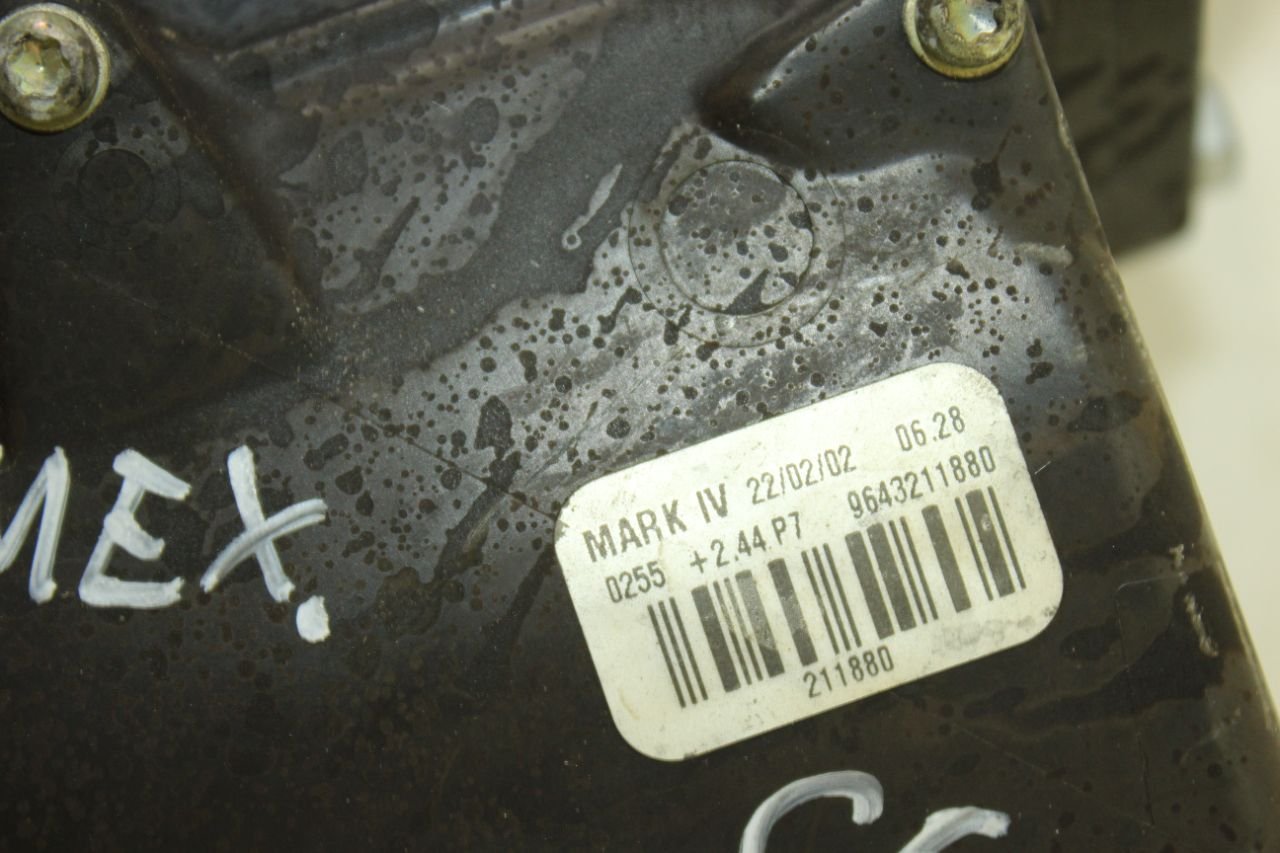 MEX.
MARK IV 22/02/02 06.28
0255 +2.44.P7 9643211880
211880